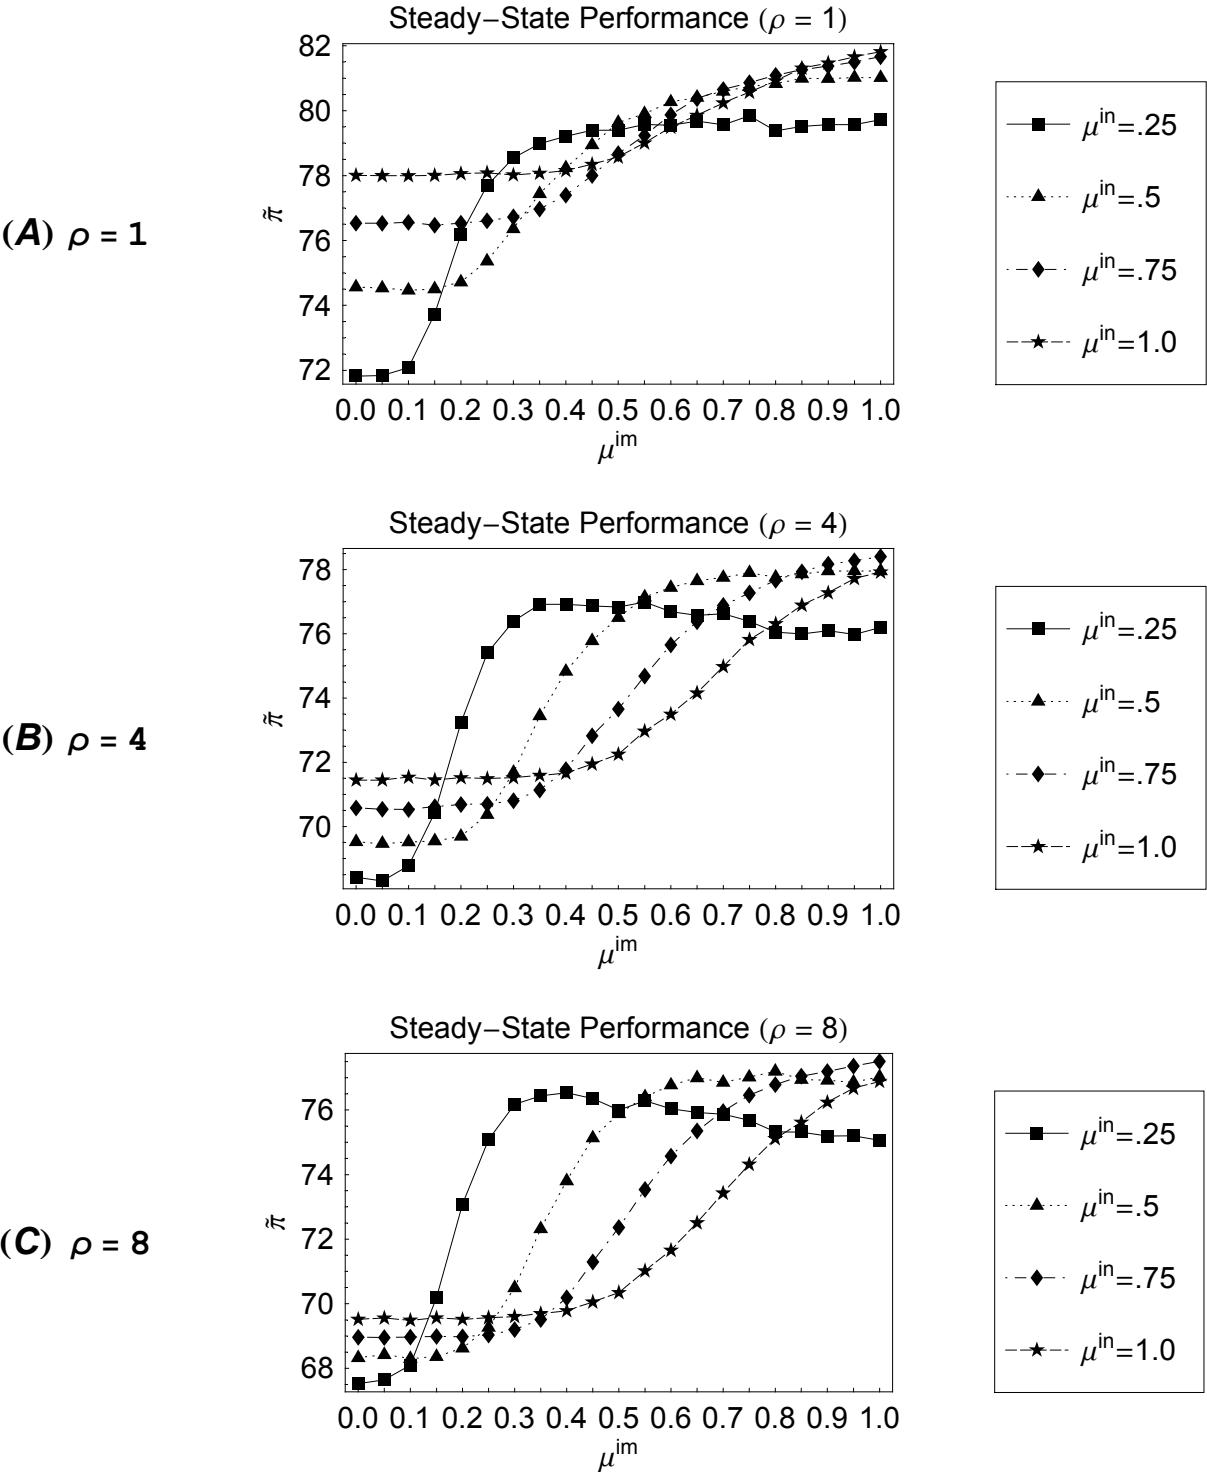 Steady–State Performance (ρ = 1)
82
80
78
76
74
72
π̃
(A) ρ = 1
0.0 0.1 0.2 0.3 0.4 0.5 0.6 0.7 0.8 0.9 1.0
μ^im
μ^in=.25
μ^in=.5
μ^in=.75
μ^in=1.0
Steady–State Performance (ρ = 4)
78
76
74
72
70
π̃
(B) ρ = 4
0.0 0.1 0.2 0.3 0.4 0.5 0.6 0.7 0.8 0.9 1.0
μ^im
μ^in=.25
μ^in=.5
μ^in=.75
μ^in=1.0
Steady–State Performance (ρ = 8)
76
74
72
70
68
π̃
(C) ρ = 8
0.0 0.1 0.2 0.3 0.4 0.5 0.6 0.7 0.8 0.9 1.0
μ^im
μ^in=.25
μ^in=.5
μ^in=.75
μ^in=1.0